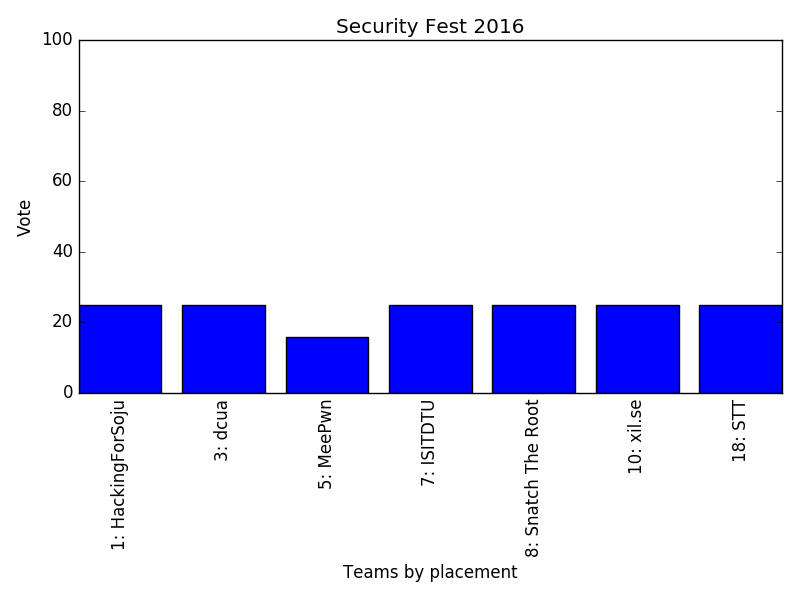 Security Fest 2016
100
80
60
40
20
0
Vote
1: HackingForSoju
3: dcua
5: MeePwn
7: ISITDTU
8: Snatch The Root
10: xil.se
18: STT
Teams by placement